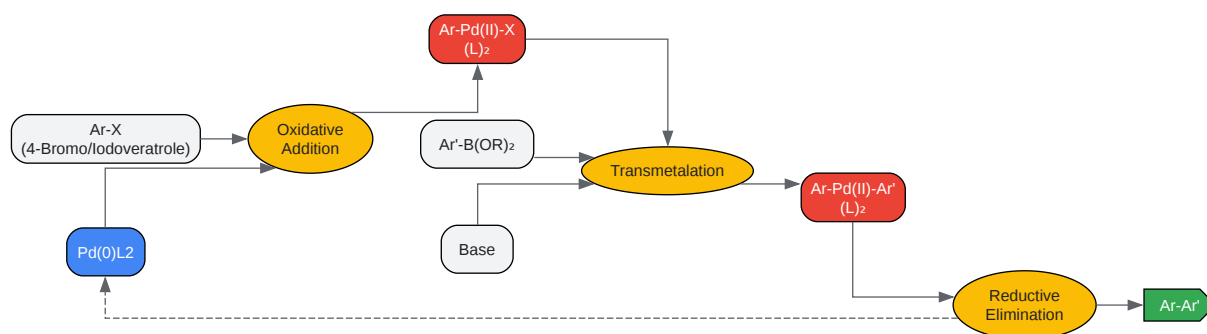 Ar-Pd(II)-X
(L)₂
Ar-X
(4-Bromo/Iodoveratrole)
Oxidative
Addition
Ar'-B(OR)₂
Transmetalation
Ar-Pd(II)-Ar'
(L)₂
Pd(0)L2
Base
Reductive
Elimination
Ar-Ar'